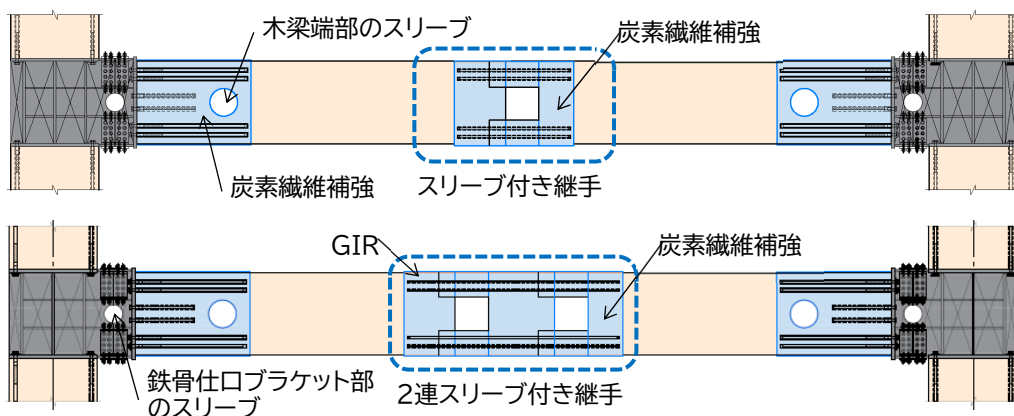 木梁端部のスリーブ
炭素繊維補強
炭素繊維補強
スリーブ付き継手
GIR
炭素繊維補強
鉄骨仕口ブラケット部
のスリーブ
2連スリーブ付き継手